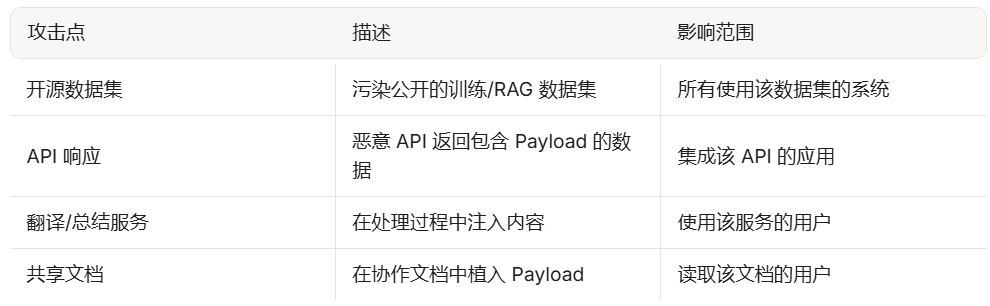 攻击点 描述 影响范围
开源数据集 污染公开的训练/RAG 数据集 所有使用该数据集的系统
API 响应 恶意 API 返回包含 Payload 的数据 集成该 API 的应用
翻译/总结服务 在处理过程中注入内容 使用该服务的用户
共享文档 在协作文档中植入 Payload 读取该文档的用户